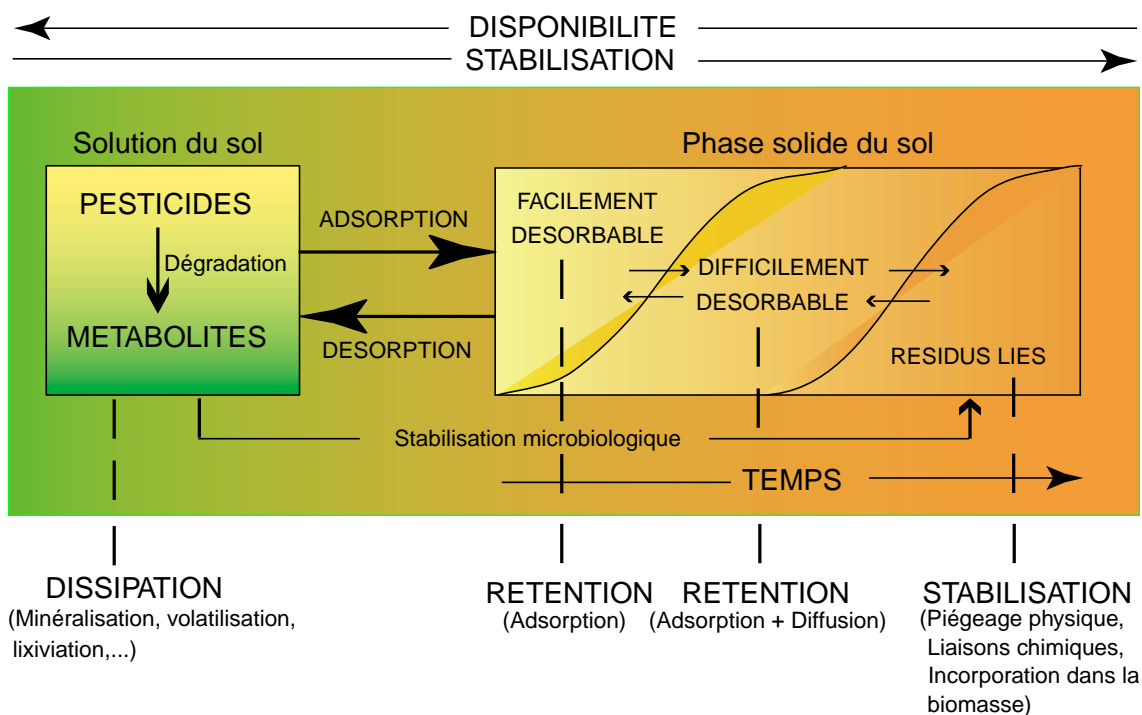 DISPONIBILITE
STABILISATION
Solution du sol
Phase solide du sol
PESTICIDES
Dégradation
METABOLITES
ADSORPTION
DESORPTION
FACILEMENT
DESORBABLE
DIFFICILEMENT
DESORBABLE
RESIDUS LIES
Stabilisation microbiologique
TEMPS
DISSIPATION
(Minéralisation, volatilisation,
lixiviation,...)
RETENTION
(Adsorption)
RETENTION
(Adsorption + Diffusion)
STABILISATION
(Piégeage physique,
Liaisons chimiques,
Incorporation dans la
biomasse)